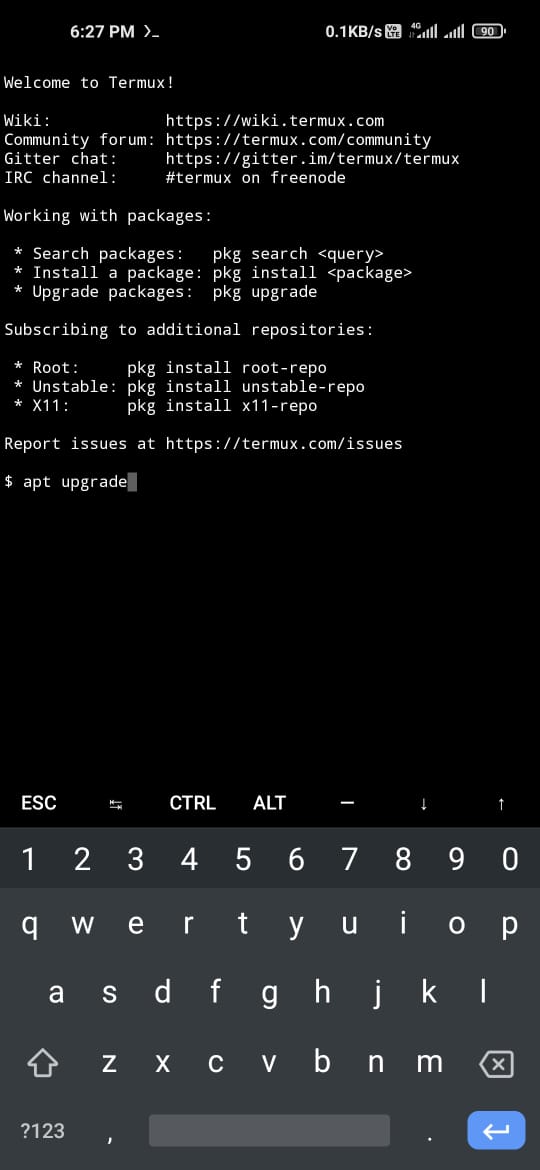 6:27 PM >_ 0.1KB/s Vo LTE 4G 90
Welcome to Termux!
Wiki: https://wiki.termux.com
Community forum: https://termux.com/community
Gitter chat: https://gitter.im/termux/termux
IRC channel: #termux on freenode
Working with packages:
* Search packages: pkg search <query>
* Install a package: pkg install <package>
* Upgrade packages: pkg upgrade
Subscribing to additional repositories:
* Root: pkg install root-repo
* Unstable: pkg install unstable-repo
* X11: pkg install x11-repo
Report issues at https://termux.com/issues
$ apt upgrade
ESC ↹ CTRL ALT — ↓ ↑
1 2 3 4 5 6 7 8 9 0
q w e r t y u i o p
a s d f g h j k l
z x c v b n m
?123 , .